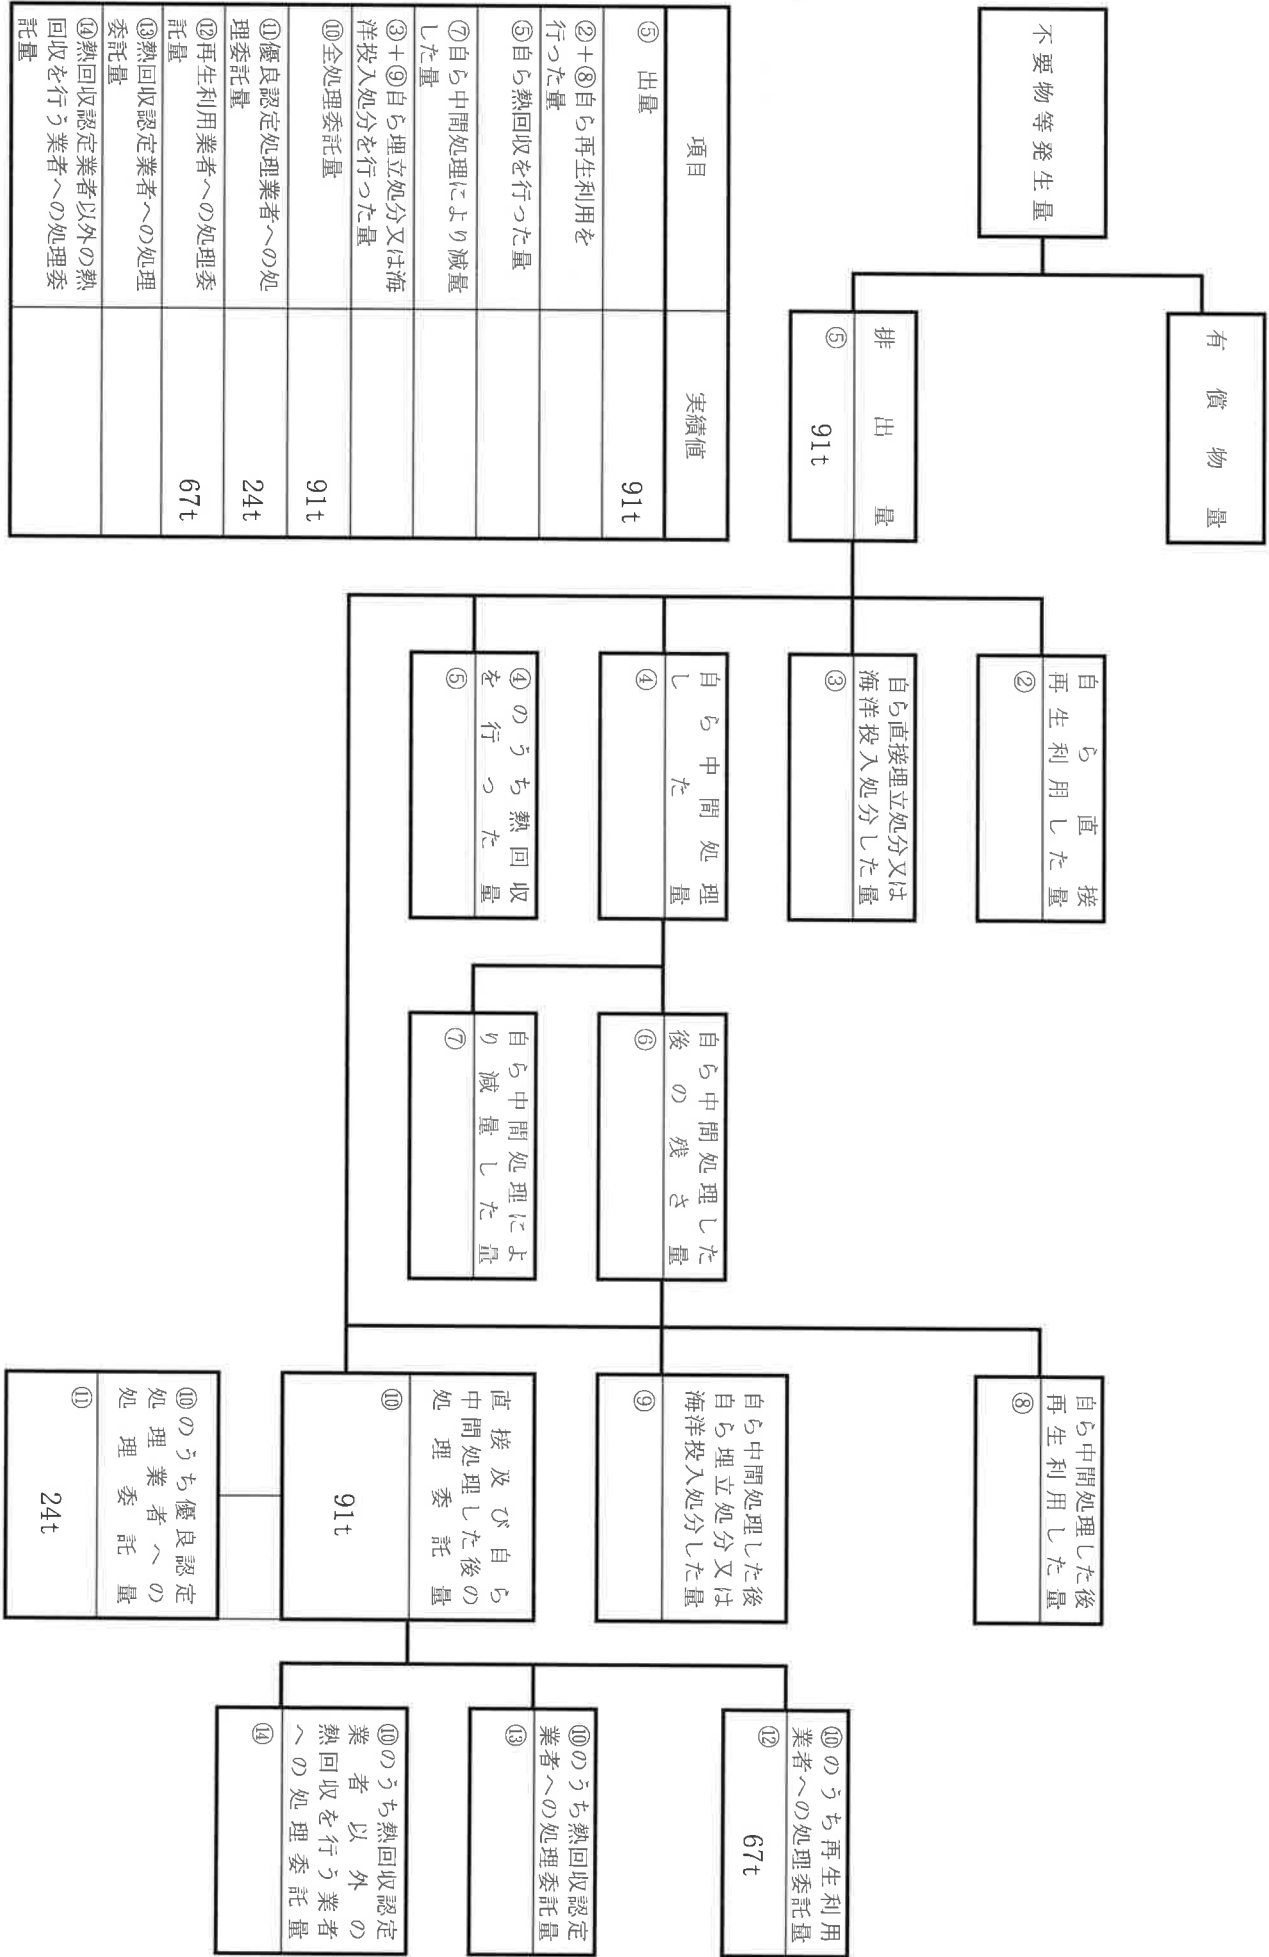 不要物等発生量
有償物量
排出量
⑤
91t
自ら直接
再生利用した量
②
自ら直接埋立処分又は
海洋投入処分した量
③
自ら中間処理
した量
④
④のうち熱回収
を行った量
⑤
自ら中間処理した
後の残さ量
⑥
自ら中間処理によ
り減量した量
⑦
自ら中間処理した後
再生利用した量
⑧
自ら中間処理した後
自ら埋立処分又は
海洋投入処分した量
⑨
直接及び自ら
中間処理した後の
処理委託量
⑩
91t
⑩のうち優良認定
処理業者への
処理委託量
⑪
24t
⑩のうち再生利用
業者への処理委託量
⑫
67t
⑩のうち熱回収認定
業者への処理委託量
⑬
⑩のうち熱回収認定
業者以外の
熱回収を行う業者
への処理委託量
⑭
項目 実績値
⑤ 出量 91t
②+⑧自ら再生利用を
行った量
⑤自ら熱回収を行った量
⑦自ら中間処理により減量
した量
③+⑨自ら埋立処分又は海
洋投入処分を行った量
⑩全処理委託量 91t
⑪優良認定処理業者への処
理委託量 24t
⑫再生利用業者への処理委
託量 67t
⑬熱回収認定業者への処理
委託量
⑭熱回収認定業者以外の熱
回収を行う業者への処理委
託量